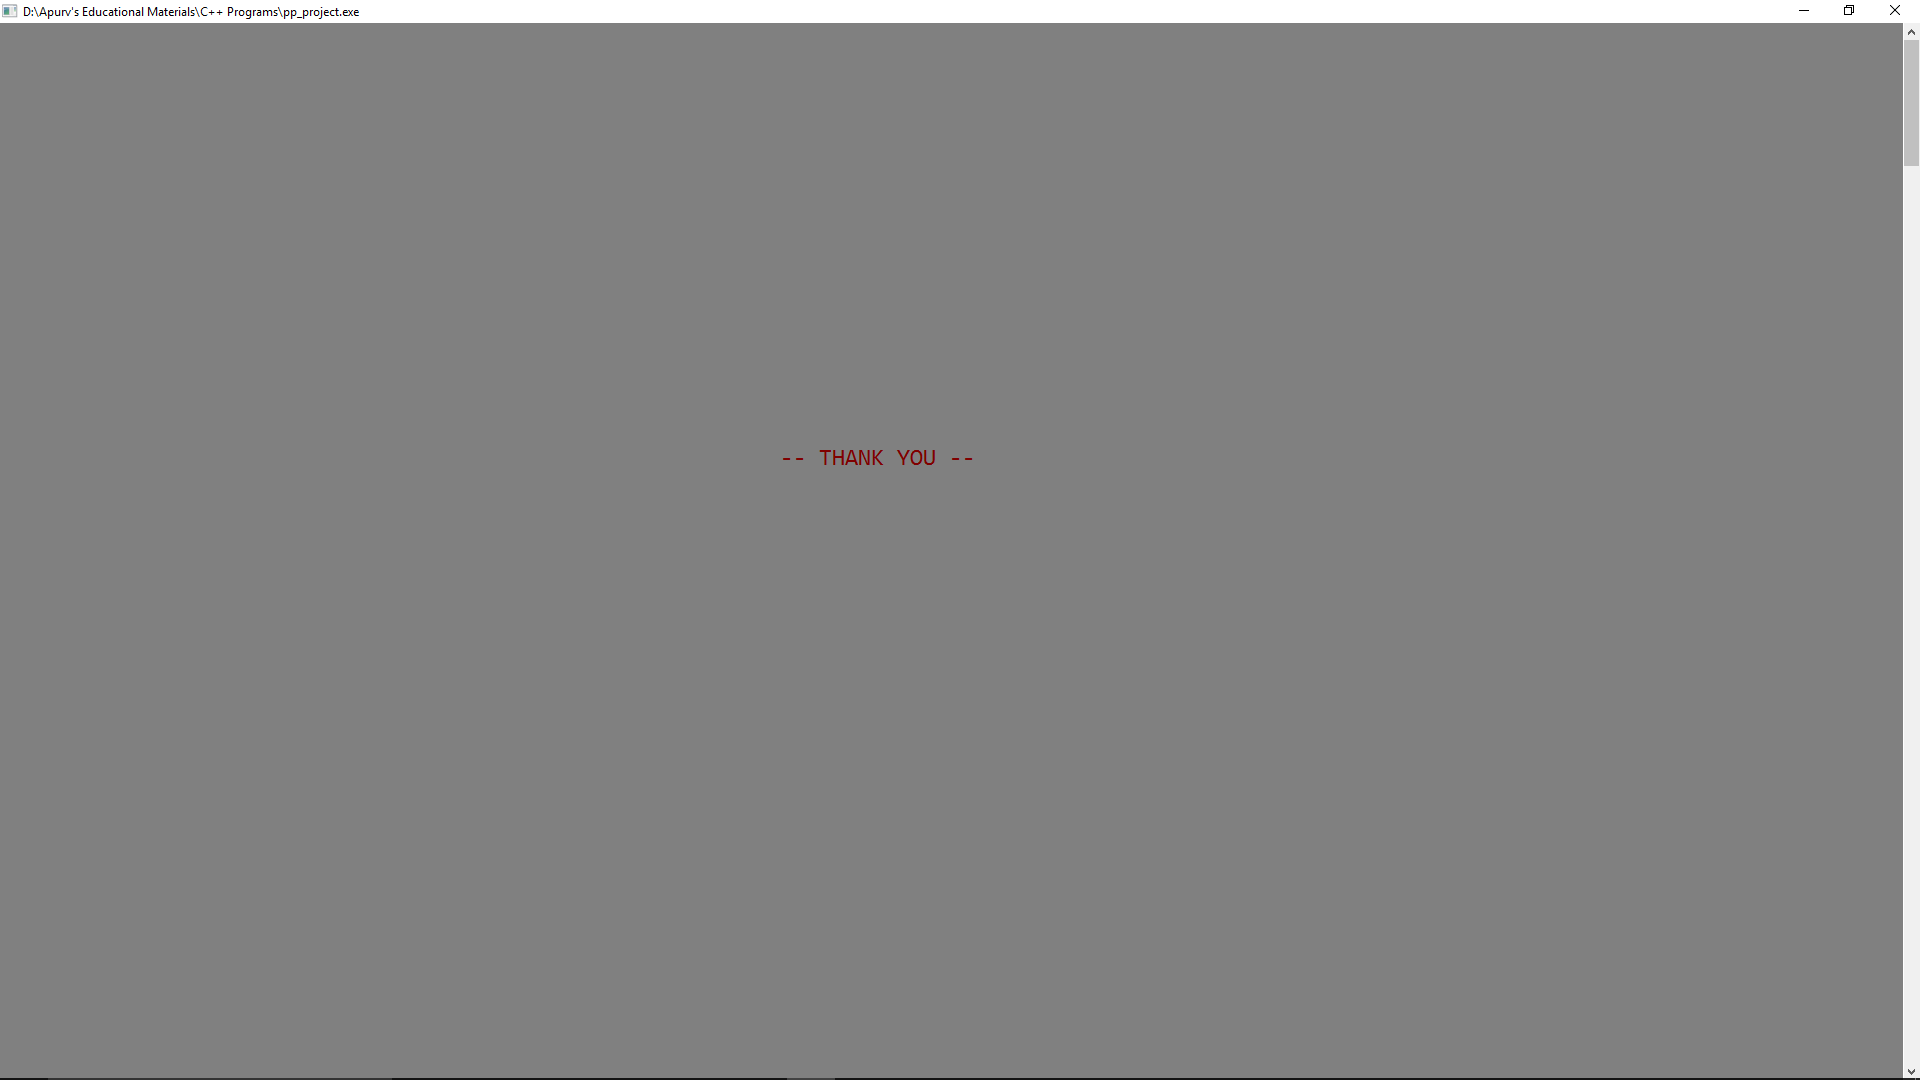 D:\Apurv's Educational Materials\C++ Programs\pp_project.exe
-- THANK YOU --